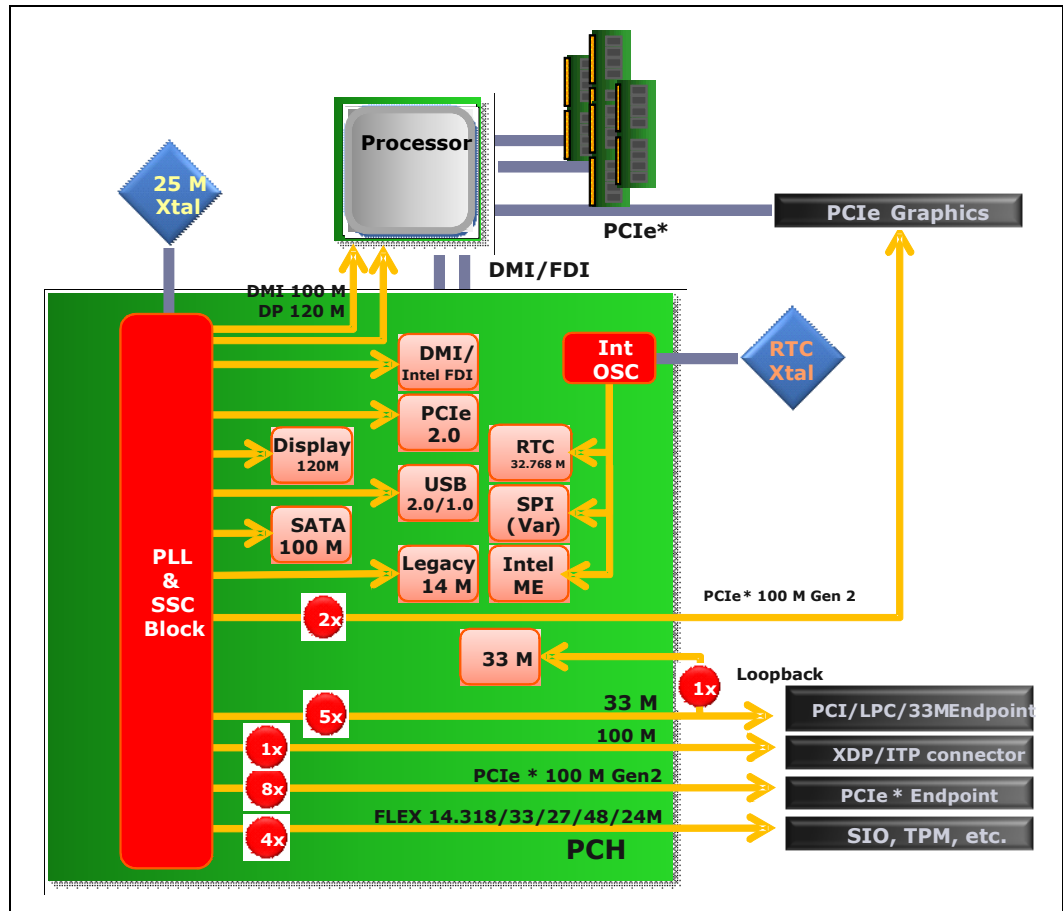 Processor
25 M
Xtal
PCIe*
PCIe Graphics
DMI/FDI
DMI 100 M
DP 120 M
DMI/
Intel FDI
Int
OSC
RTC
Xtal
PCIe
2.0
Display
120M
RTC
32.768 M
USB
2.0/1.0
SPI
(Var)
SATA
100 M
Legacy
14 M
Intel
ME
PLL
&
SSC
Block
PCIe* 100 M Gen 2
2x
33 M
Loopback
1x
5x
33 M
PCI/LPC/33MEndpoint
1x
100 M
XDP/ITP connector
8x
PCIe * 100 M Gen2
PCIe * Endpoint
4x
FLEX 14.318/33/27/48/24M
SIO, TPM, etc.
PCH